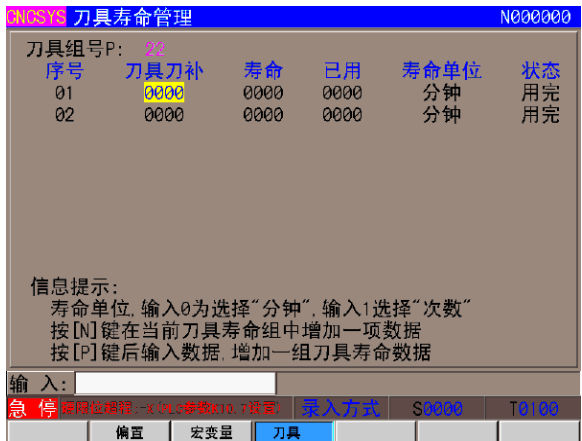 CNCSYS 刀具寿命管理 N000000
刀具组号P: 22
序号 刀具刀补 寿命 已用 寿命单位 状态
01 0000 0000 0000 分钟 用完
02 0000 0000 0000 分钟 用完
信息提示:
寿命单位,输入0为选择"分钟",输入1选择"次数"
按[N]键在当前刀具寿命组中增加一项数据
按[P]键后输入数据,增加一组刀具寿命数据
输 入:
急 停 录入方式 S0000 T0100
偏置 宏变量 刀具